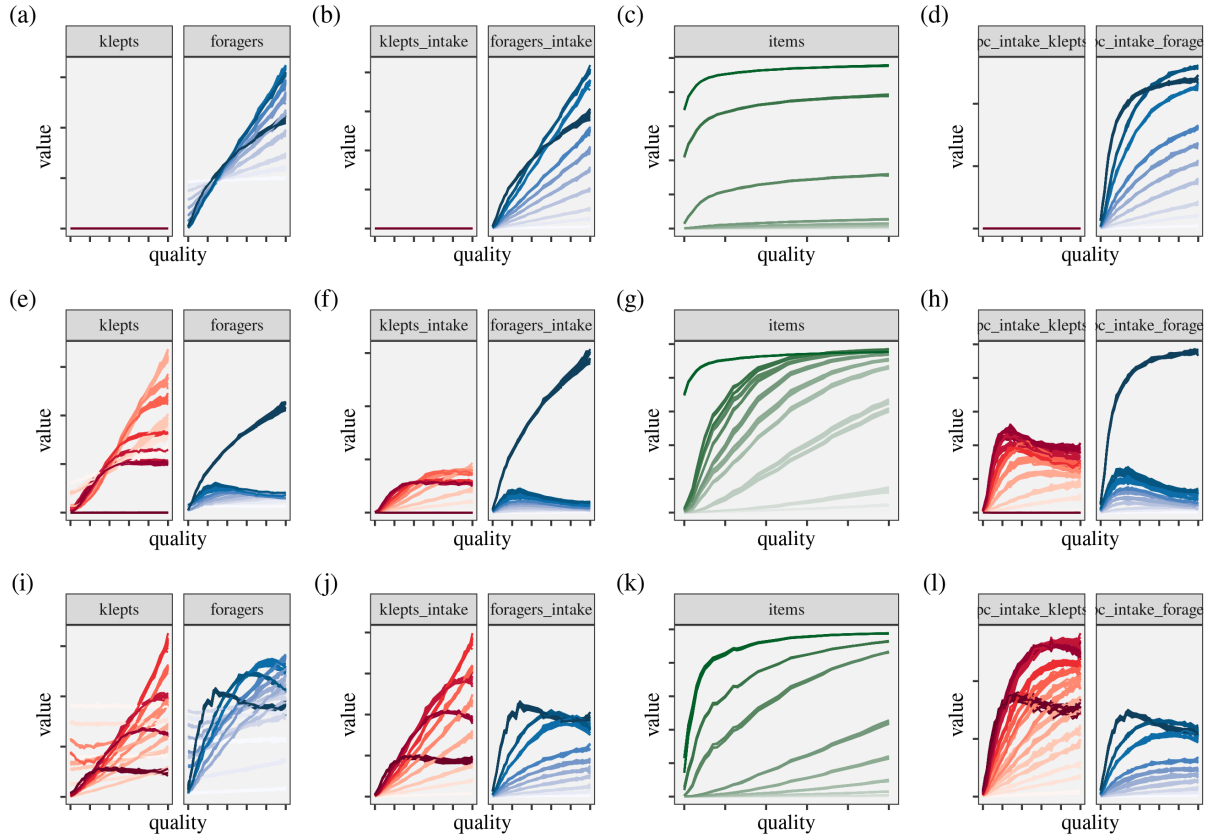 (a) (b) (c) (d)
klepts foragers klepts_intake foragers_intake items pc_intake_klepts pc_intake_forage
value value value value
quality quality quality quality
(e) (f) (g) (h)
klepts foragers klepts_intake foragers_intake items pc_intake_klepts pc_intake_forage
value value value value
quality quality quality quality
(i) (j) (k) (l)
klepts foragers klepts_intake foragers_intake items pc_intake_klepts pc_intake_forage
value value value value
quality quality quality quality